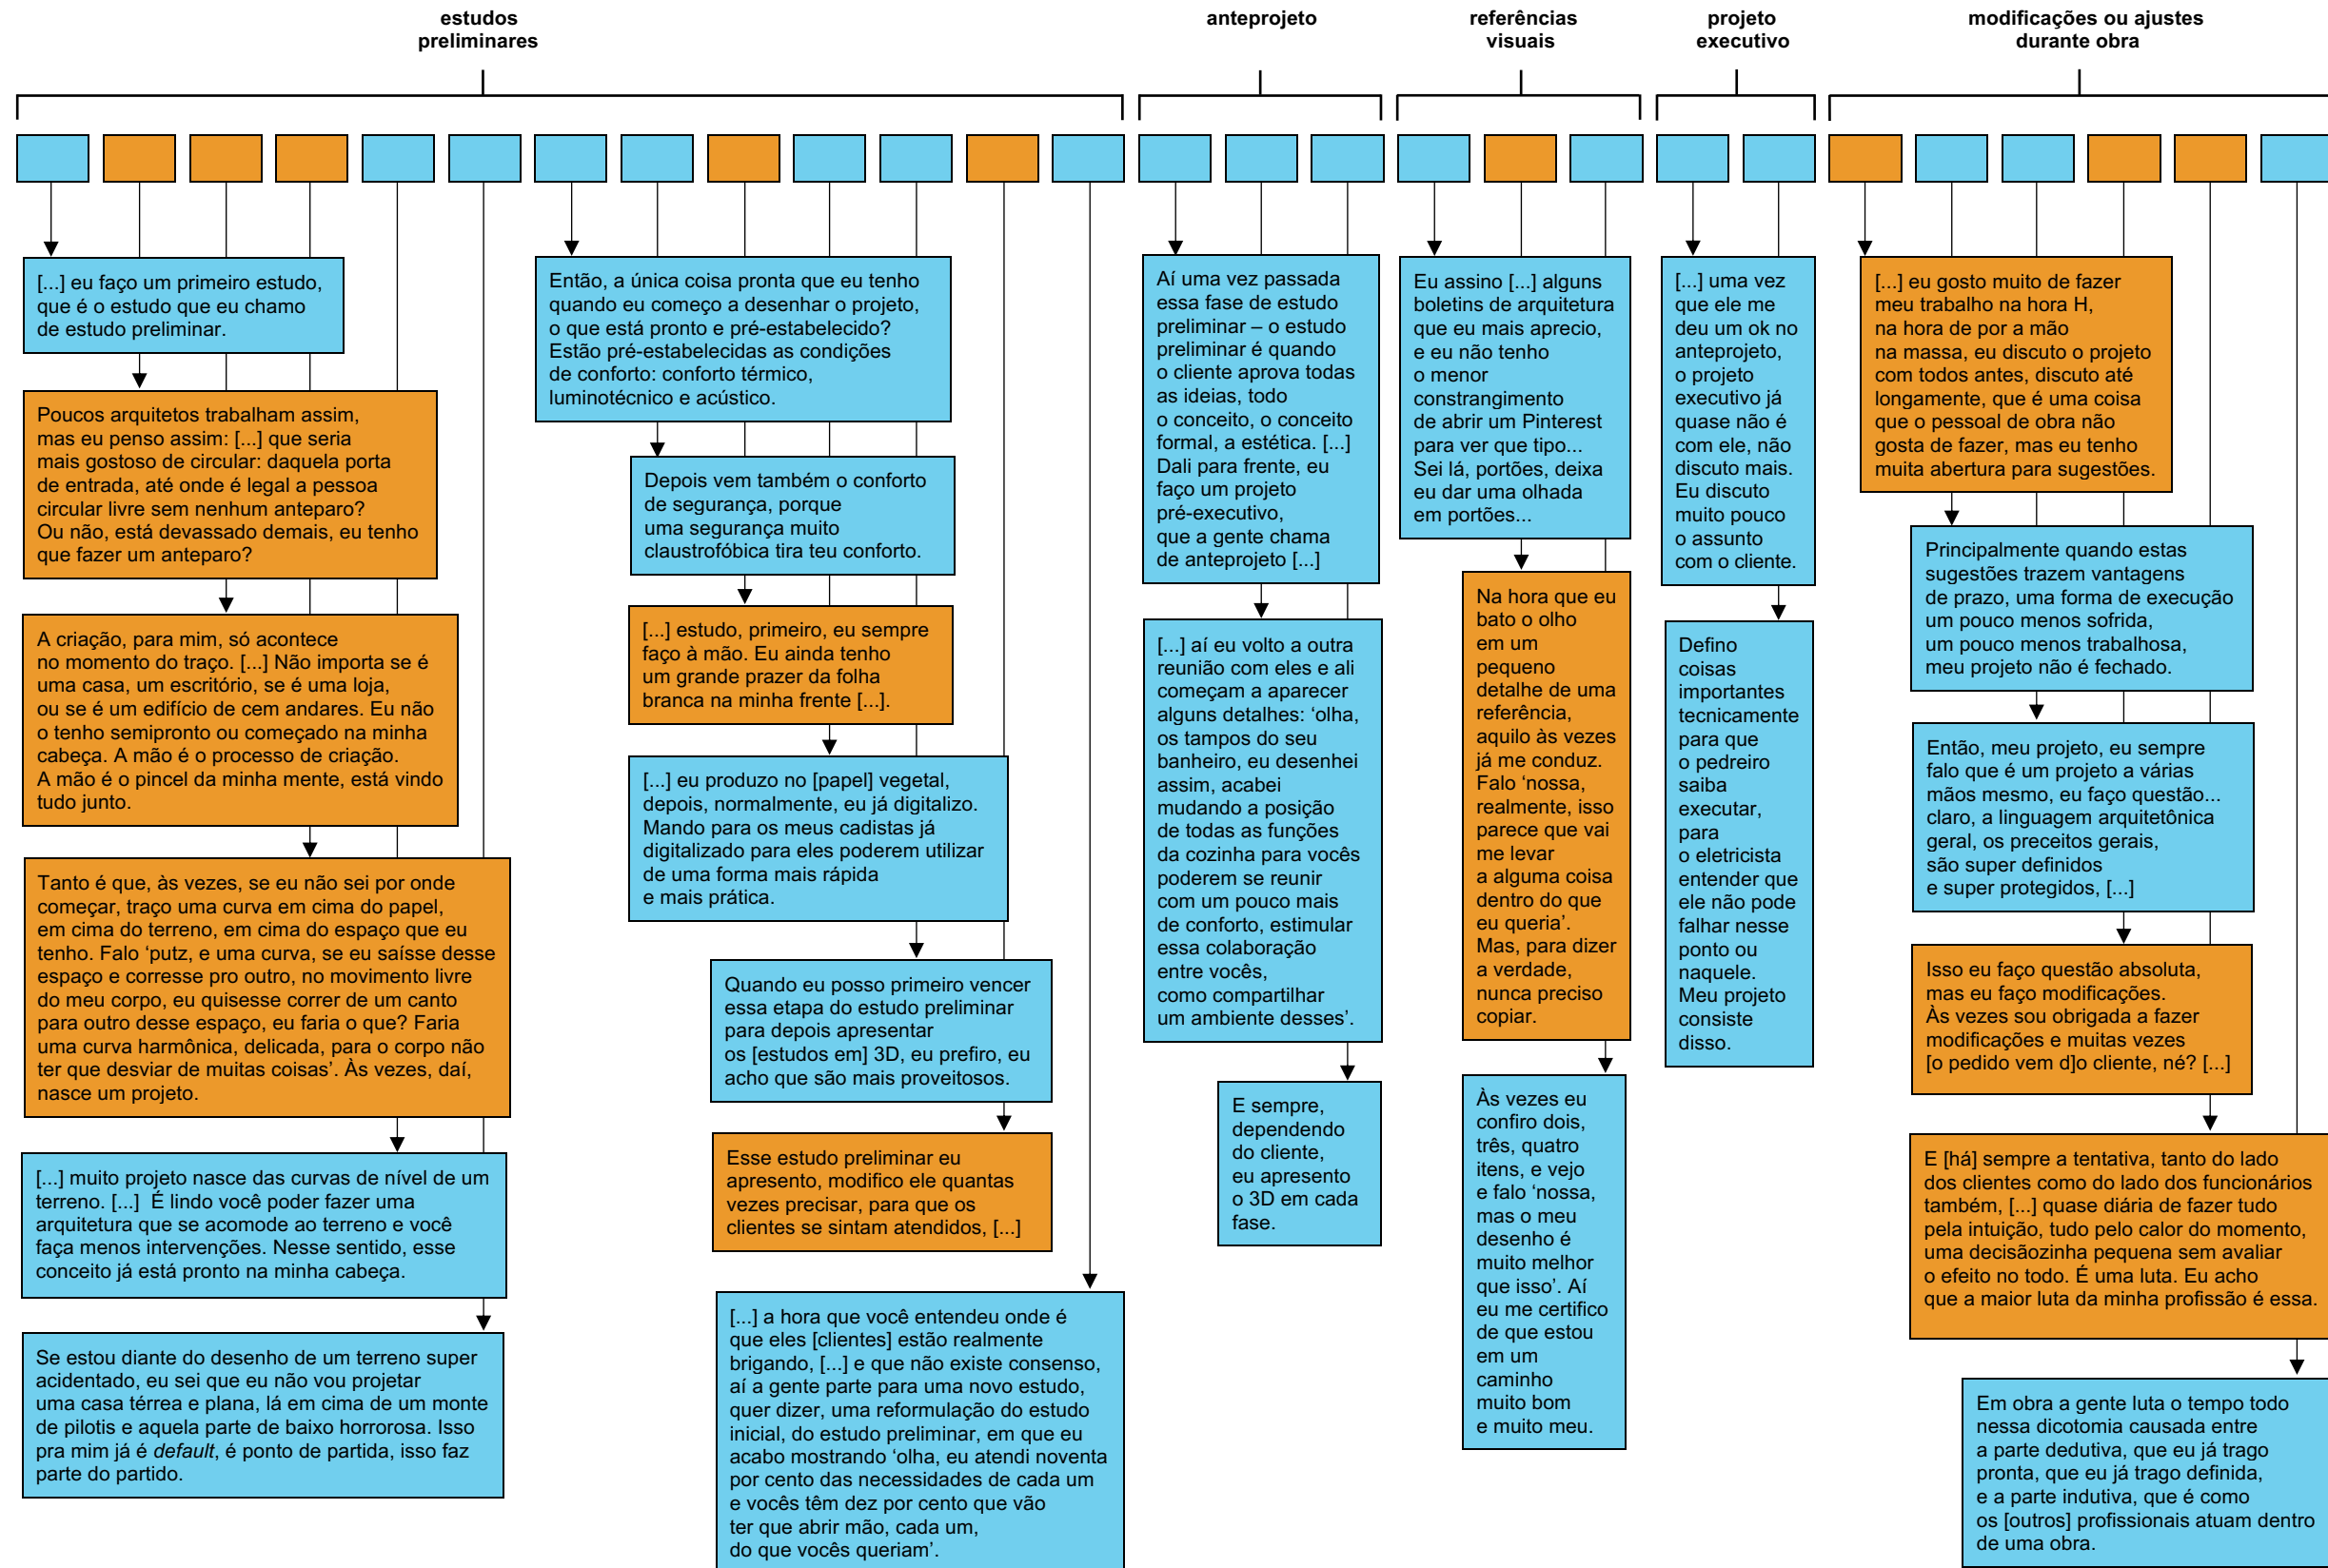 estudos
preliminares
anteprojeto
referências
visuais
projeto
executivo
modificações ou ajustes
durante obra
[...] eu faço um primeiro estudo,
que é o estudo que eu chamo
de estudo preliminar.
Poucos arquitetos trabalham assim,
mas eu penso assim: [...] que seria
mais gostoso de circular: daquela porta
de entrada, até onde é legal a pessoa
circular livre sem nenhum anteparo?
Ou não, está devassado demais, eu tenho
que fazer um anteparo?
A criação, para mim, só acontece
no momento do traço. [...] Não importa se é
uma casa, um escritório, se é uma loja,
ou se é um edifício de cem andares. Eu não
o tenho semipronto ou começado na minha
cabeça. A mão é o processo de criação.
A mão é o pincel da minha mente, está vindo
tudo junto.
Tanto é que, às vezes, se eu não sei por onde
começar, traço uma curva em cima do papel,
em cima do terreno, em cima do espaço que eu
tenho. Falo ‘putz, e uma curva, se eu saísse desse
espaço e corresse pro outro, no movimento livre
do meu corpo, eu quisesse correr de um canto
para outro desse espaço, eu faria o que? Faria
uma curva harmônica, delicada, para o corpo não
ter que desviar de muitas coisas’. Às vezes, daí,
nasce um projeto.
[...] muito projeto nasce das curvas de nível de um
terreno. [...] É lindo você poder fazer uma
arquitetura que se acomode ao terreno e você
faça menos intervenções. Nesse sentido, esse
conceito já está pronto na minha cabeça.
Se estou diante do desenho de um terreno super
acidentado, eu sei que eu não vou projetar
uma casa térrea e plana, lá em cima de um monte
de pilotis e aquela parte de baixo horrorosa. Isso
pra mim já é default, é ponto de partida, isso faz
parte do partido.
Então, a única coisa pronta que eu tenho
quando eu começo a desenhar o projeto,
o que está pronto e pré-estabelecido?
Estão pré-estabelecidas as condições
de conforto: conforto térmico,
luminotécnico e acústico.
Depois vem também o conforto
de segurança, porque
uma segurança muito
claustrofóbica tira teu conforto.
[...] estudo, primeiro, eu sempre
faço à mão. Eu ainda tenho
um grande prazer da folha
branca na minha frente [...].
[...] eu produzo no [papel] vegetal,
depois, normalmente, eu já digitalizo.
Mando para os meus cadistas já
digitalizado para eles poderem utilizar
de uma forma mais rápida
e mais prática.
Quando eu posso primeiro vencer
essa etapa do estudo preliminar
para depois apresentar
os [estudos em] 3D, eu prefiro, eu
acho que são mais proveitosos.
Esse estudo preliminar eu
apresento, modifico ele quantas
vezes precisar, para que os
clientes se sintam atendidos, [...]
[...] a hora que você entendeu onde é
que eles [clientes] estão realmente
brigando, [...] e que não existe consenso,
aí a gente parte para uma novo estudo,
quer dizer, uma reformulação do estudo
inicial, do estudo preliminar, em que eu
acabo mostrando ‘olha, eu atendi noventa
por cento das necessidades de cada um
e vocês têm dez por cento que vão
ter que abrir mão, cada um,
do que vocês queriam’.
Aí uma vez passada
essa fase de estudo
preliminar – o estudo
preliminar é quando
o cliente aprova todas
as ideias, todo
o conceito, o conceito
formal, a estética. [...]
Dali para frente, eu
faço um projeto
pré-executivo,
que a gente chama
de anteprojeto [...]
[...] aí eu volto a outra
reunião com eles e ali
começam a aparecer
alguns detalhes: ‘olha,
os tampos do seu
banheiro, eu desenhei
assim, acabei
mudando a posição
de todas as funções
da cozinha para vocês
poderem se reunir
com um pouco mais
de conforto, estimular
essa colaboração
entre vocês,
como compartilhar
um ambiente desses’.
E sempre,
dependendo
do cliente,
eu apresento
o 3D em cada
fase.
Eu assino [...] alguns
boletins de arquitetura
que eu mais aprecio,
e eu não tenho
o menor
constrangimento
de abrir um Pinterest
para ver que tipo...
Sei lá, portões, deixa
eu dar uma olhada
em portões...
Na hora que eu
bato o olho
em um
pequeno
detalhe de uma
referência,
aquilo às vezes
já me conduz.
Falo ‘nossa,
realmente, isso
parece que vai
me levar
a alguma coisa
dentro do que
eu queria’.
Mas, para dizer
a verdade,
nunca preciso
copiar.
Às vezes eu
confiro dois,
três, quatro
itens, e vejo
e falo ‘nossa,
mas o meu
desenho é
muito melhor
que isso’. Aí
eu me certifico
de que estou
em um
caminho
muito bom
e muito meu.
[...] uma vez
que ele me
deu um ok no
anteprojeto,
o projeto
executivo já
quase não é
com ele, não
discuto mais.
Eu discuto
muito pouco
o assunto
com o cliente.
Defino
coisas
importantes
tecnicamente
para que
o pedreiro
saiba
executar,
para
o eletricista
entender que
ele não pode
falhar nesse
ponto ou
naquele.
Meu projeto
consiste
disso.
[...] eu gosto muito de fazer
meu trabalho na hora H,
na hora de por a mão
na massa, eu discuto o projeto
com todos antes, discuto até
longamente, que é uma coisa
que o pessoal de obra não
gosta de fazer, mas eu tenho
muita abertura para sugestões.
Principalmente quando estas
sugestões trazem vantagens
de prazo, uma forma de execução
um pouco menos sofrida,
um pouco menos trabalhosa,
meu projeto não é fechado.
Então, meu projeto, eu sempre
falo que é um projeto a várias
mãos mesmo, eu faço questão...
claro, a linguagem arquitetônica
geral, os preceitos gerais,
são super definidos
e super protegidos, [...]
Isso eu faço questão absoluta,
mas eu faço modificações.
Às vezes sou obrigada a fazer
modificações e muitas vezes
[o pedido vem d]o cliente, né? [...]
E [há] sempre a tentativa, tanto do lado
dos clientes como do lado dos funcionários
também, [...] quase diária de fazer tudo
pela intuição, tudo pelo calor do momento,
uma decisãozinha pequena sem avaliar
o efeito no todo. É uma luta. Eu acho
que a maior luta da minha profissão é essa.
Em obra a gente luta o tempo todo
nessa dicotomia causada entre
a parte dedutiva, que eu já trago
pronta, que eu já trago definida,
e a parte indutiva, que é como
os [outros] profissionais atuam dentro
de uma obra.